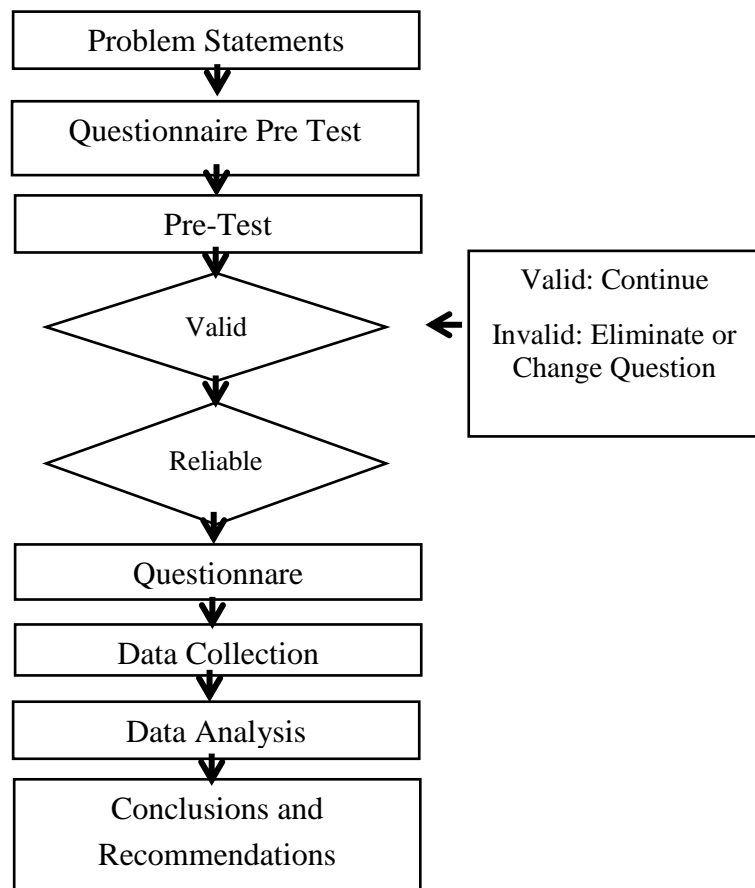 Problem Statements
Questionnaire Pre Test
Pre-Test
Valid
Valid: Continue
Invalid: Eliminate or
Change Question
Reliable
Questionnare
Data Collection
Data Analysis
Conclusions and
Recommendations